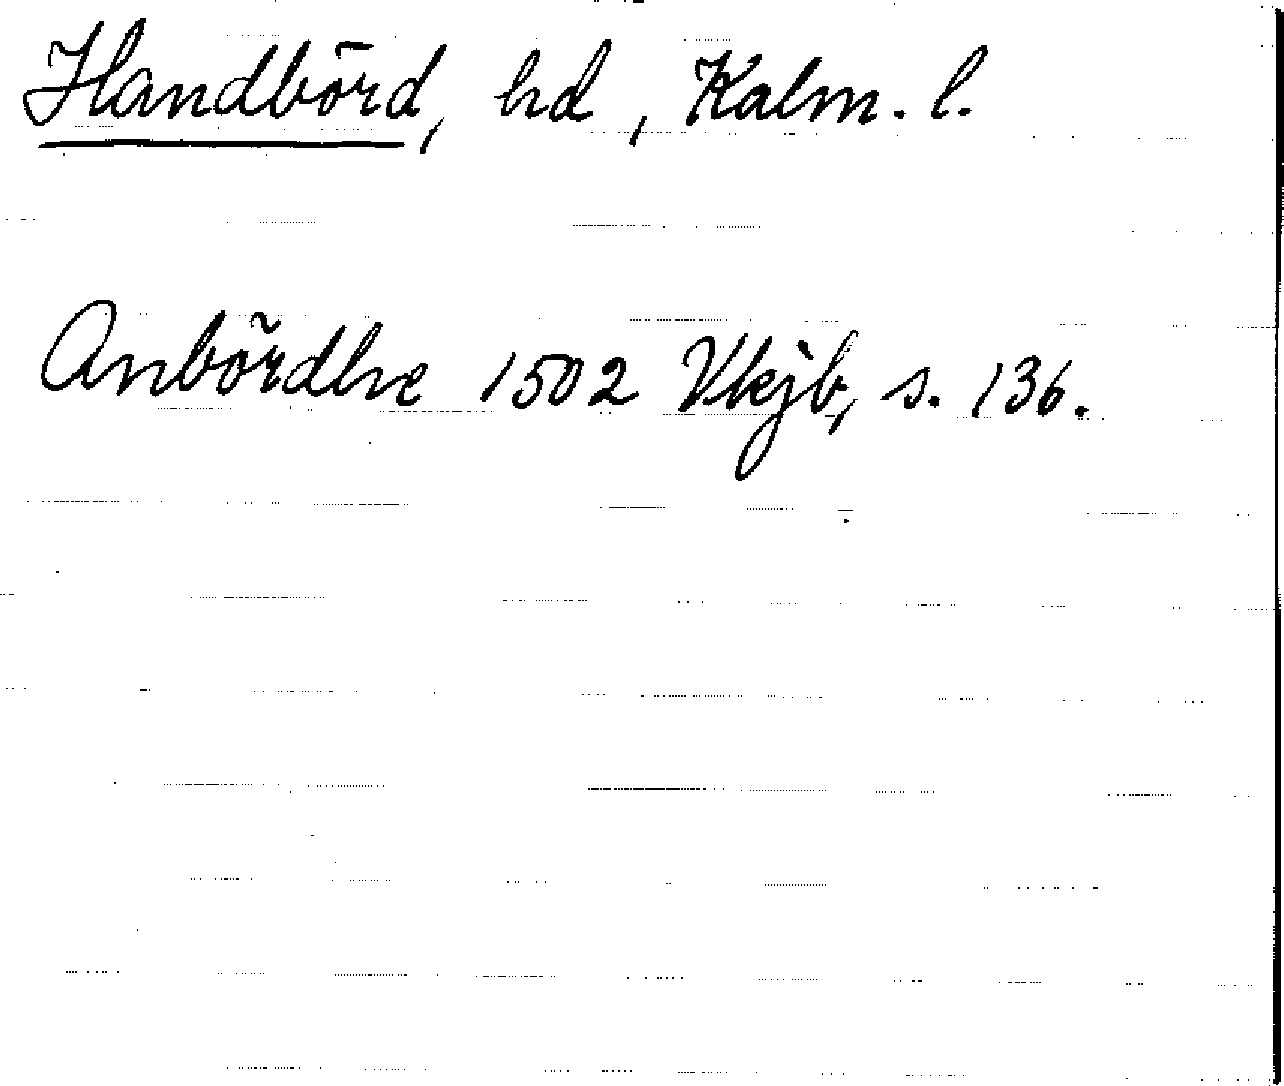 Handbörd, hd, Kalm. l.
Anbördhe 1502 Vkjb, s. 136.